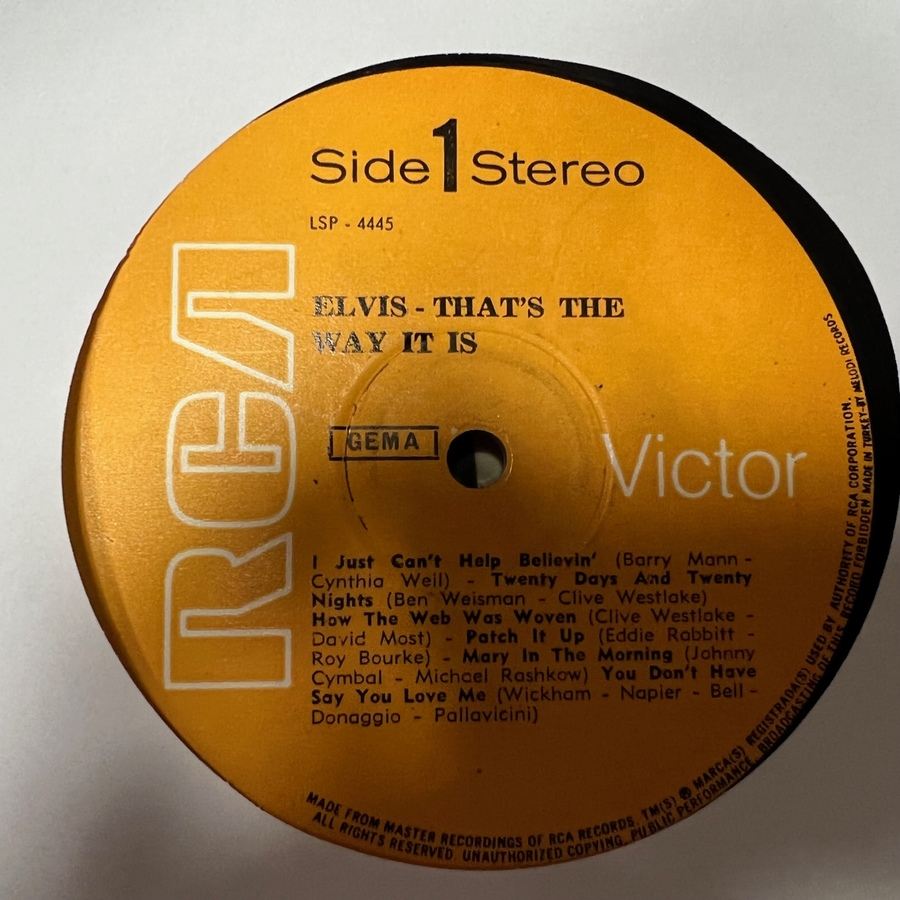 Side 1 Stereo
LSP - 4445
RCA
ELVIS - THAT'S THE
WAY IT IS
GEMA
Victor
I Just Can't Help Believin' (Barry Mann -
Cynthia Weil) - Twenty Days And Twenty
Nights (Ben Weisman - Clive Westlake)
How The Web Was Woven (Clive Westlake -
David Most) - Patch It Up (Eddie Rabbitt -
Roy Bourke) - Mary In The Morning (Johnny
Cymbal - Michael Rashkow) You Don't Have
Say You Love Me (Wickham - Napier - Bell -
Donaggio - Pallavicini)
MADE FROM MASTER RECORDINGS OF RCA RECORDS. TM(S) ® MARCA(S) REGISTRADA(S) USED BY AUTHORITY OF RCA CORPORATION.
ALL RIGHTS RESERVED. UNAUTHORIZED COPYING, PUBLIC PERFORMANCE, BROADCASTING OF THIS RECORD FORBIDDEN MADE IN TURKEY-BY MELODİ RECORDS